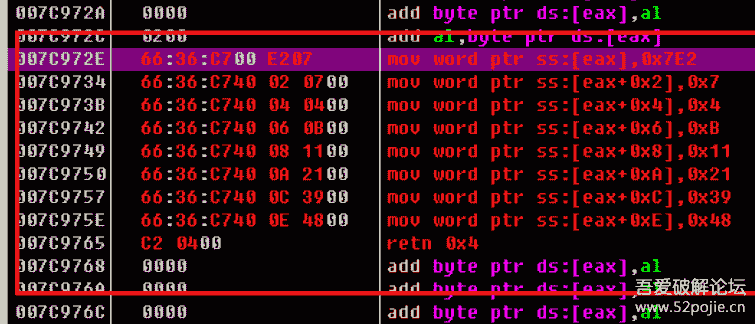 007C972A 0000 add byte ptr ds:[eax],al
007C972C 0200 add al,byte ptr ds:[eax]
007C972E 66:36:C700 E207 mov word ptr ss:[eax],0x7E2
007C9734 66:36:C740 02 0700 mov word ptr ss:[eax+0x2],0x7
007C973B 66:36:C740 04 0400 mov word ptr ss:[eax+0x4],0x4
007C9742 66:36:C740 06 0B00 mov word ptr ss:[eax+0x6],0xB
007C9749 66:36:C740 08 1100 mov word ptr ss:[eax+0x8],0x11
007C9750 66:36:C740 0A 2100 mov word ptr ss:[eax+0xA],0x21
007C9757 66:36:C740 0C 3900 mov word ptr ss:[eax+0xC],0x39
007C975E 66:36:C740 0E 4800 mov word ptr ss:[eax+0xE],0x48
007C9765 C2 0400 retn 0x4
007C9768 0000 add byte ptr ds:[eax],al
007C976A 0000 add byte ptr ds:[eax],al
007C976C 0000 add byte ptr ds:[eax],al
吾爱破解论坛
www.52pojie.cn